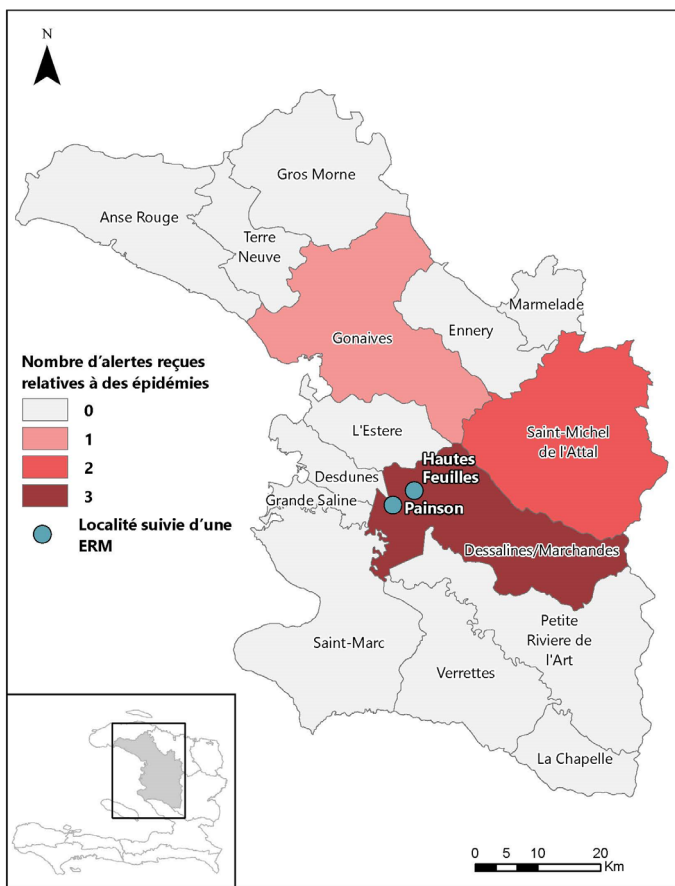 N
Gros Morne
Anse Rouge
Terre
Neuve
Marmelade
Ennery
Gonaives
Nombre d'alertes reçues
relatives à des épidémies
0
1
2
3
Localité suivie d'une
ERM
L'Estere
Saint-Michel
de l'Attal
Hautes
Feuilles
Desdunes
Grande Saline
Painson
Dessalines/Marchandes
Petite
Riviere de
l'Art
Saint-Marc
Verrettes
La Chapelle
0 5 10 20
Km